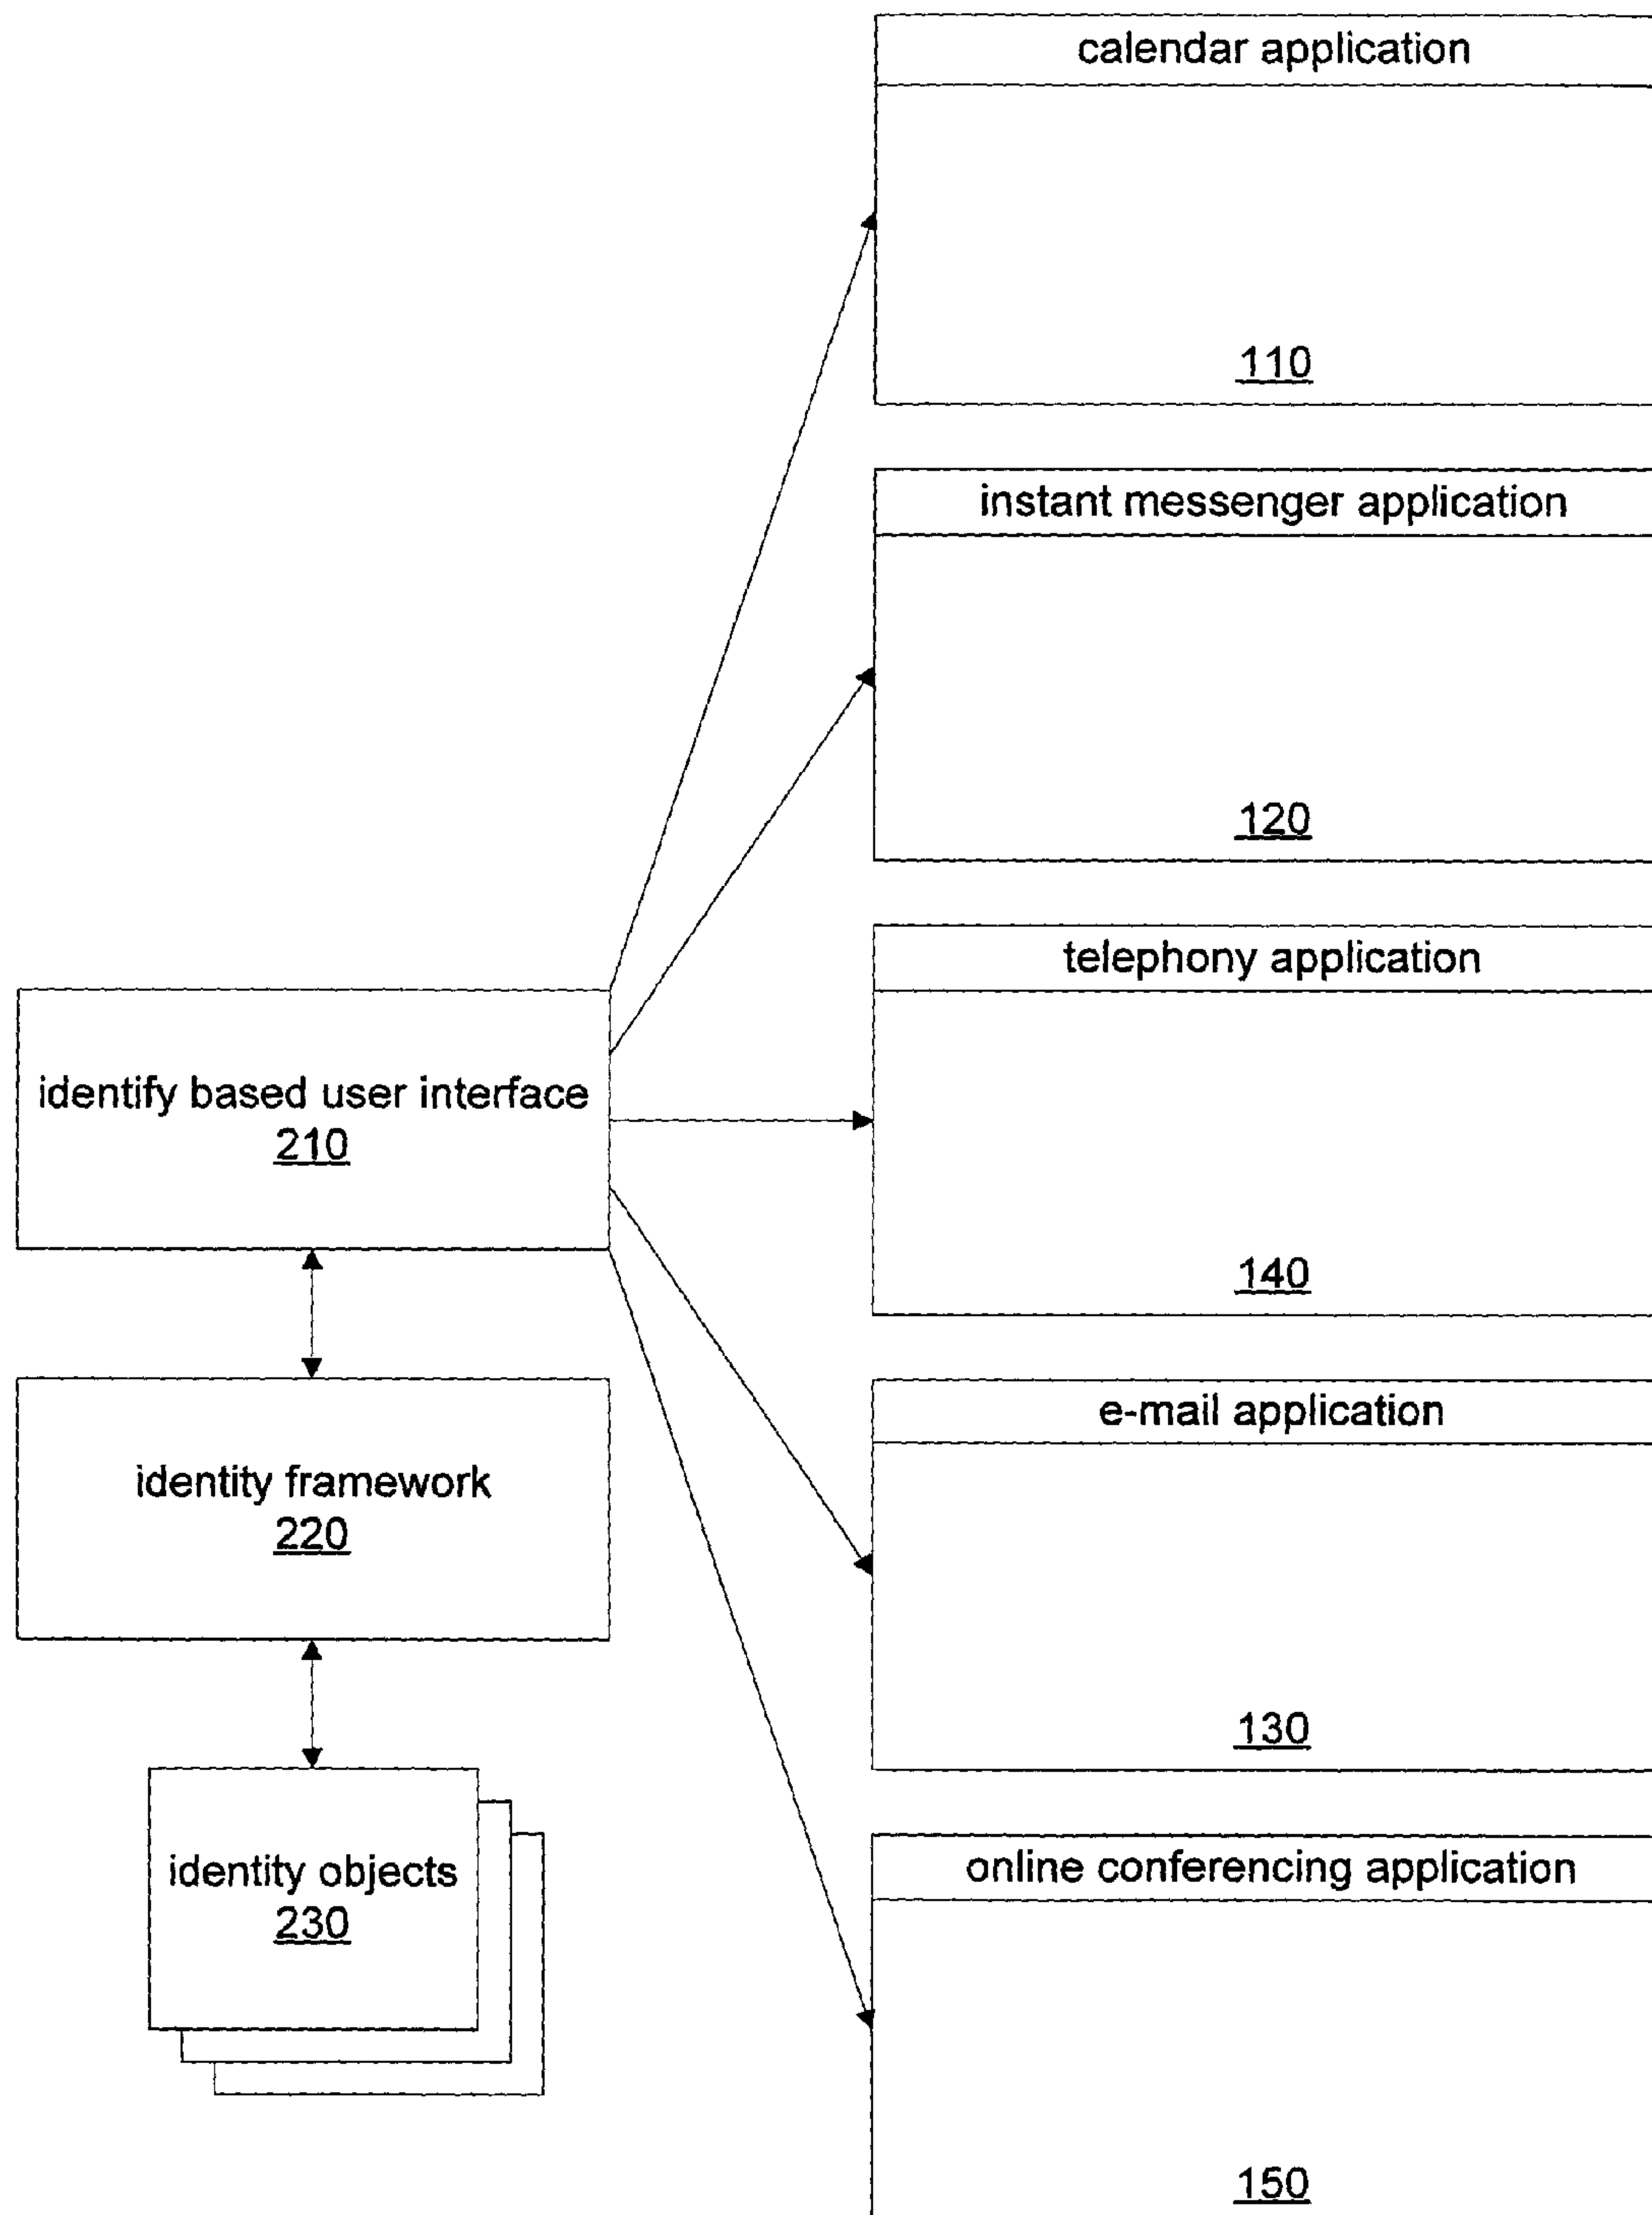 calendar application
110
instant messenger application
120
telephony application
140
identify based user interface
210
identity framework
220
e-mail application
130
identity objects
230
online conferencing application
150